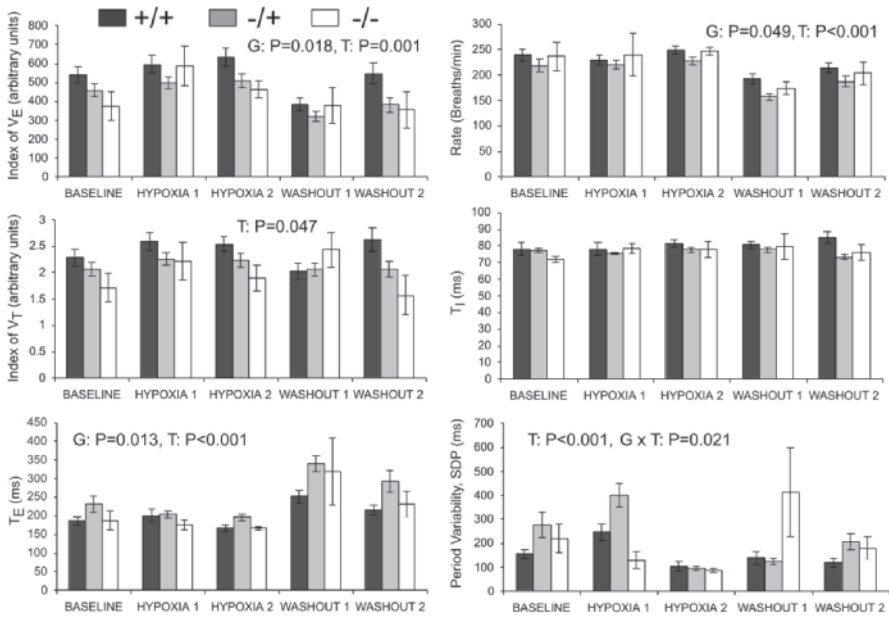 +/+ -/+ -/-
Index of VE (arbitrary units)
800
700
600
500
400
300
200
100
0
G: P=0.018, T: P=0.001
BASELINE HYPOXIA 1 HYPOXIA 2 WASHOUT 1 WASHOUT 2
Rate (Breaths/min)
300
250
200
150
100
50
0
G: P=0.049, T: P<0.001
BASELINE HYPOXIA 1 HYPOXIA 2 WASHOUT 1 WASHOUT 2
Index of VT (arbitrary units)
3
2.5
2
1.5
1
0.5
0
T: P=0.047
BASELINE HYPOXIA 1 HYPOXIA 2 WASHOUT 1 WASHOUT 2
TI (ms)
100
90
80
70
60
50
40
30
20
10
0
BASELINE HYPOXIA 1 HYPOXIA 2 WASHOUT 1 WASHOUT 2
TE (ms)
450
400
350
300
250
200
150
100
50
0
G: P=0.013, T: P<0.001
BASELINE HYPOXIA 1 HYPOXIA 2 WASHOUT 1 WASHOUT 2
Period Variability, SDP (ms)
700
600
500
400
300
200
100
0
T: P<0.001, G x T: P=0.021
BASELINE HYPOXIA 1 HYPOXIA 2 WASHOUT 1 WASHOUT 2